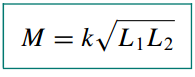 M = k√L₁L₂